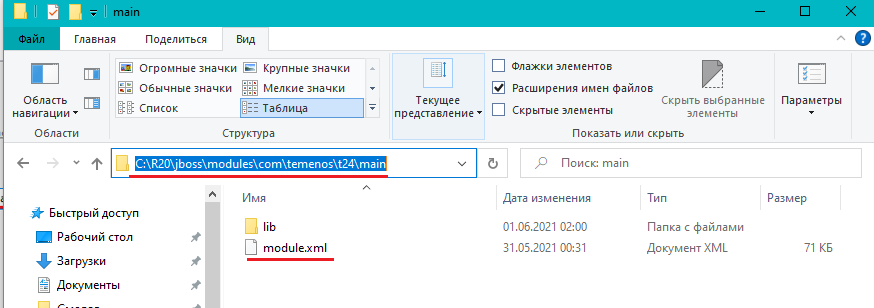 main
Файл Главная Поделиться Вид
Область навигации
Области
Огромные значки Крупные значки
Обычные значки Мелкие значки
Список Таблица
Структура
Текущее представление
Флажки элементов
Расширения имен файлов
Скрытые элементы
Скрыть выбранные элементы
Показать или скрыть
Параметры
C:\R20\jboss\modules\com\temenos\t24\main
Поиск: main
Имя Дата изменения Тип Размер
Быстрый доступ
Рабочий стол
Загрузки
Документы
lib 01.06.2021 02:00 Папка с файлами
module.xml 31.05.2021 00:31 Документ XML 71 КБ